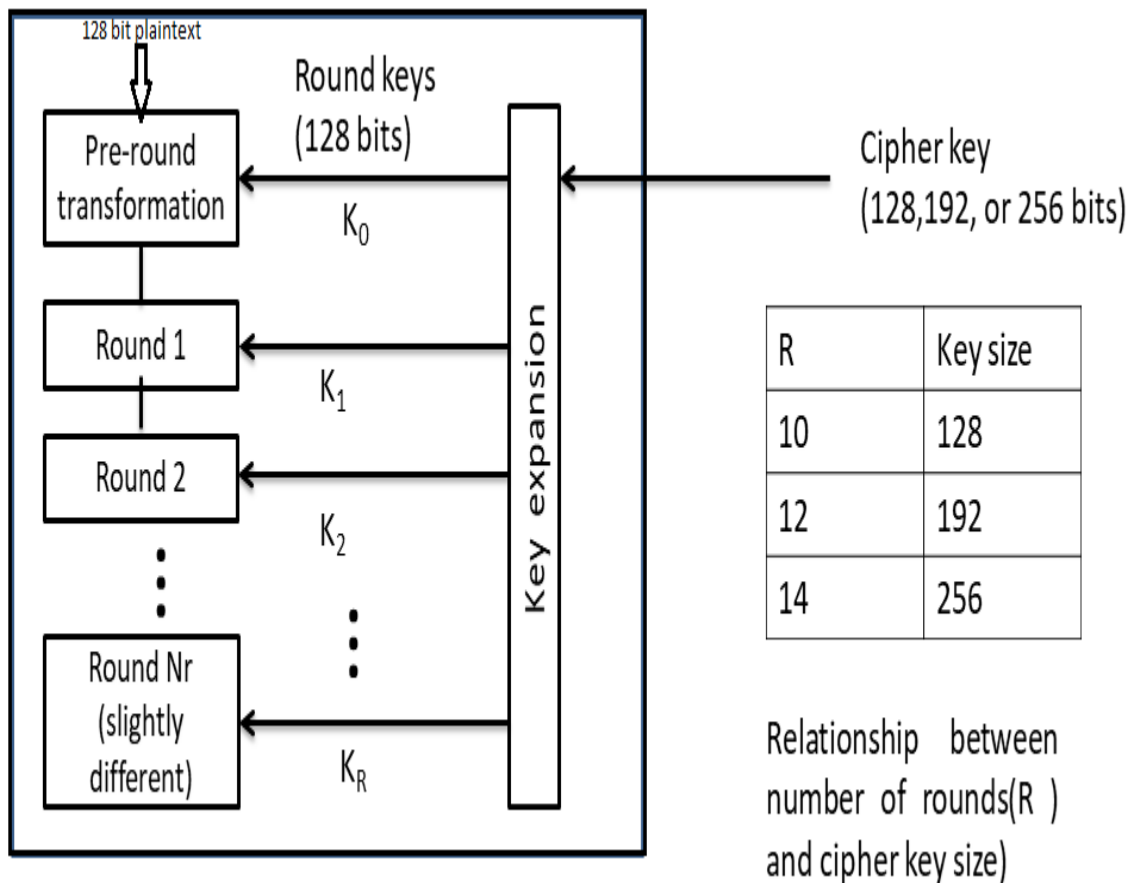 128 bit plaintext
Pre-round
transformation
Round 1
Round 2
Round Nr
(slightly
different)
Round keys
(128 bits)
K₀
K₁
K₂
K_R
Key expansion
Cipher key
(128,192, or 256 bits)
R Key size
10 128
12 192
14 256
Relationship between
number of rounds(R )
and cipher key size)